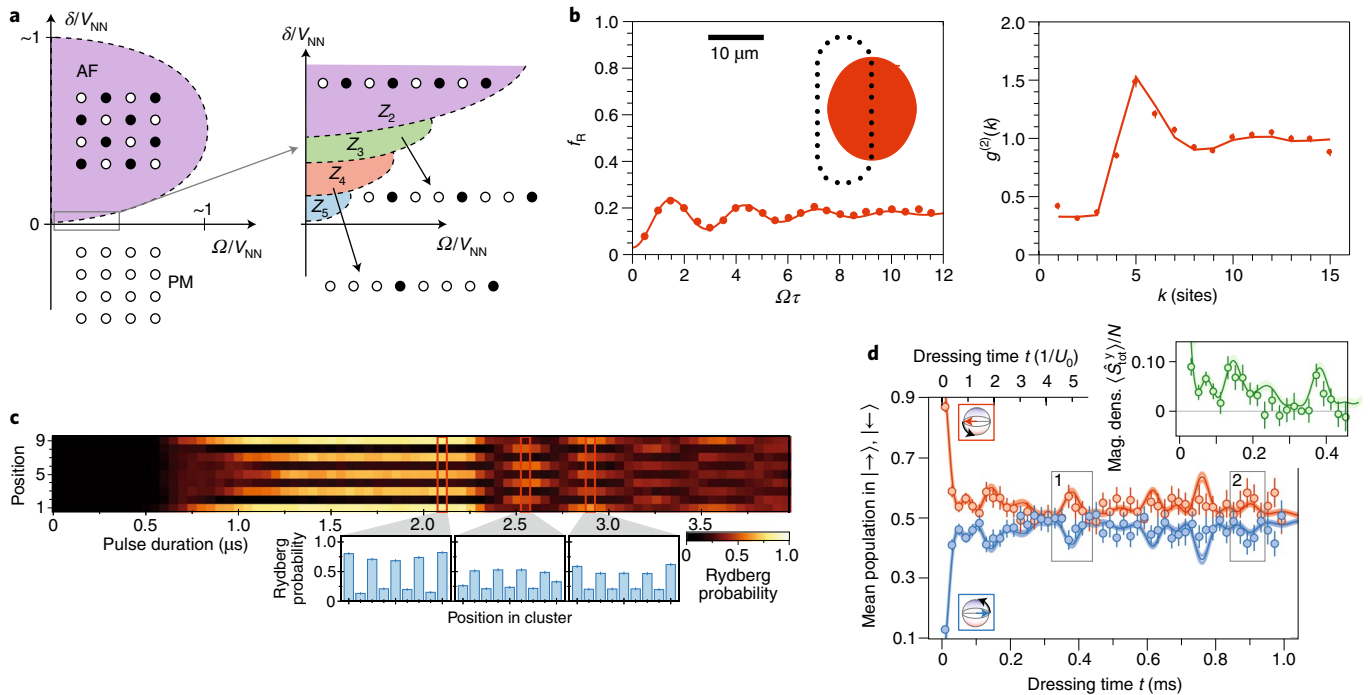 a
δ/V_NN
~1
AF
0
~1
Ω/V_NN
PM
δ/V_NN
Z_2
Z_3
Z_4
Z_5
Ω/V_NN
b
1.0
0.8
0.6
0.4
0.2
0
f_R
10 μm
0 2 4 6 8 10 12
Ωτ
2.0
1.5
1.0
0.5
0
g^(2)(k)
0 5 10 15
k (sites)
c
Position
9
5
1
0 0.5 1.0 1.5 2.0 2.5 2.9 3.5
Pulse duration (μs)
Rydberg probability
1.0
0.5
0
Position in cluster
0 0.5 1.0
Rydberg probability
d
Dressing time t (1/U_0)
0 1 2 3 4 5
Mean population in |→⟩, |←⟩
0.9
0.7
0.5
0.3
0.1
1
2
0 0.2 0.4 0.6 0.8 1.0
Dressing time t (ms)
Mag. dens. ⟨Ŝ^y_tot⟩/N
0.10
0
0 0.2 0.4